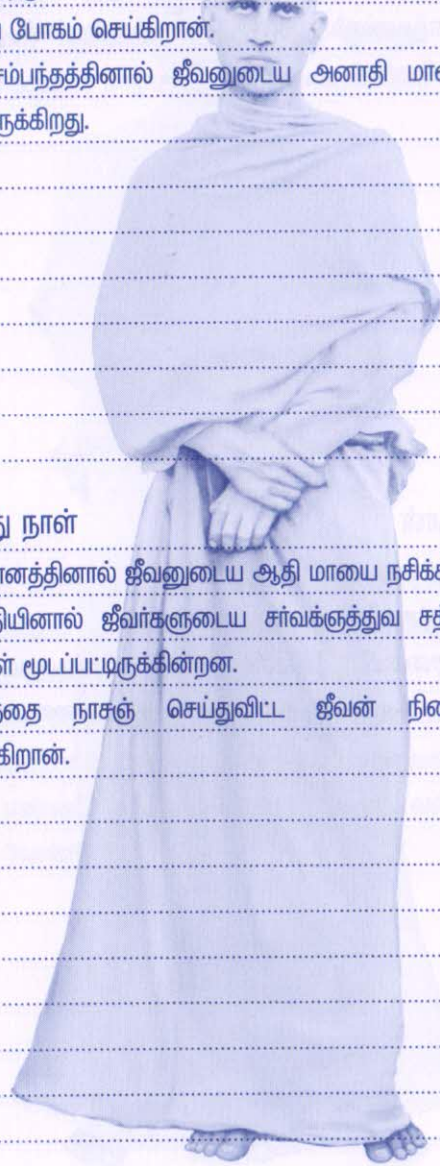 போகம் செய்கிறான்.
சம்பந்தத்தினால் ஜீவனுடைய அனாதி
ருக்கிறது.
து நாள்
ானத்தினால் ஜீவனுடைய ஆதி மாயை நசிக்க
தியினால் ஜீவர்களுடைய சர்வக்ஞத்துவ சத
ள் மூடப்பட்டிருக்கின்றன.
தை நாசஞ் செய்துவிட்ட ஜீவன்
கிறான்.